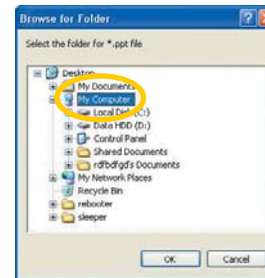 Browse for Folder
Select the folder for *.ppt file
Desktop
My Documents
My Computer
Local Disk (C:)
Data HDD (D:)
Control Panel
Shared Documents
rdfbdfgd's Documents
My Network Places
Recycle Bin
rebooter
sleeper
OK
Cancel